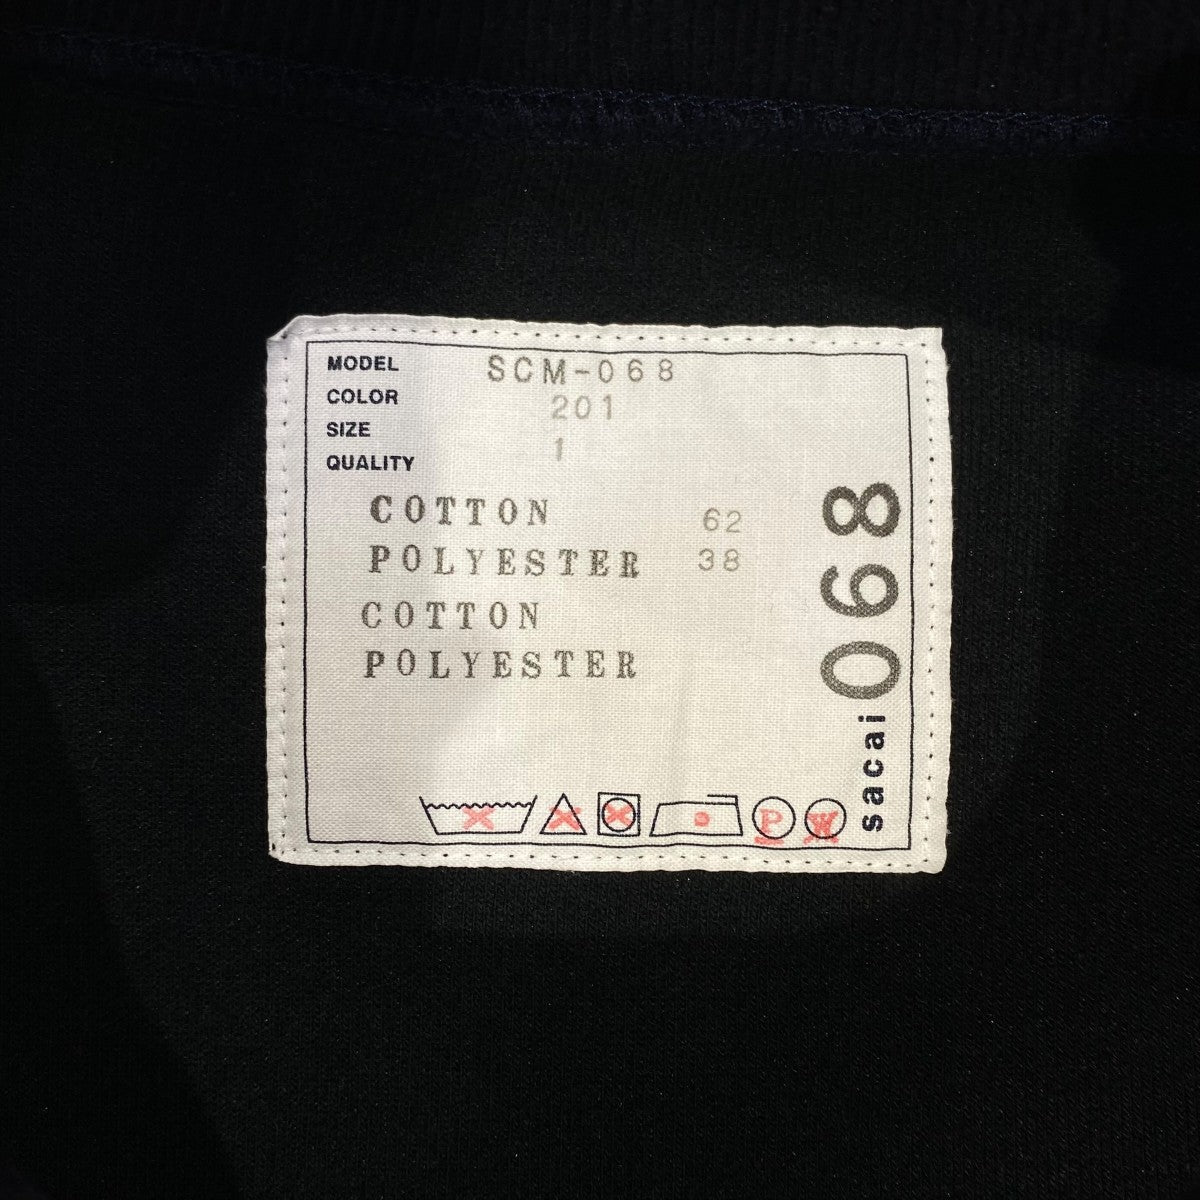 MODEL SCM-068
COLOR 201
SIZE 1
QUALITY
COTTON 62
POLYESTER 38
COTTON
POLYESTER
sacai 068
P W